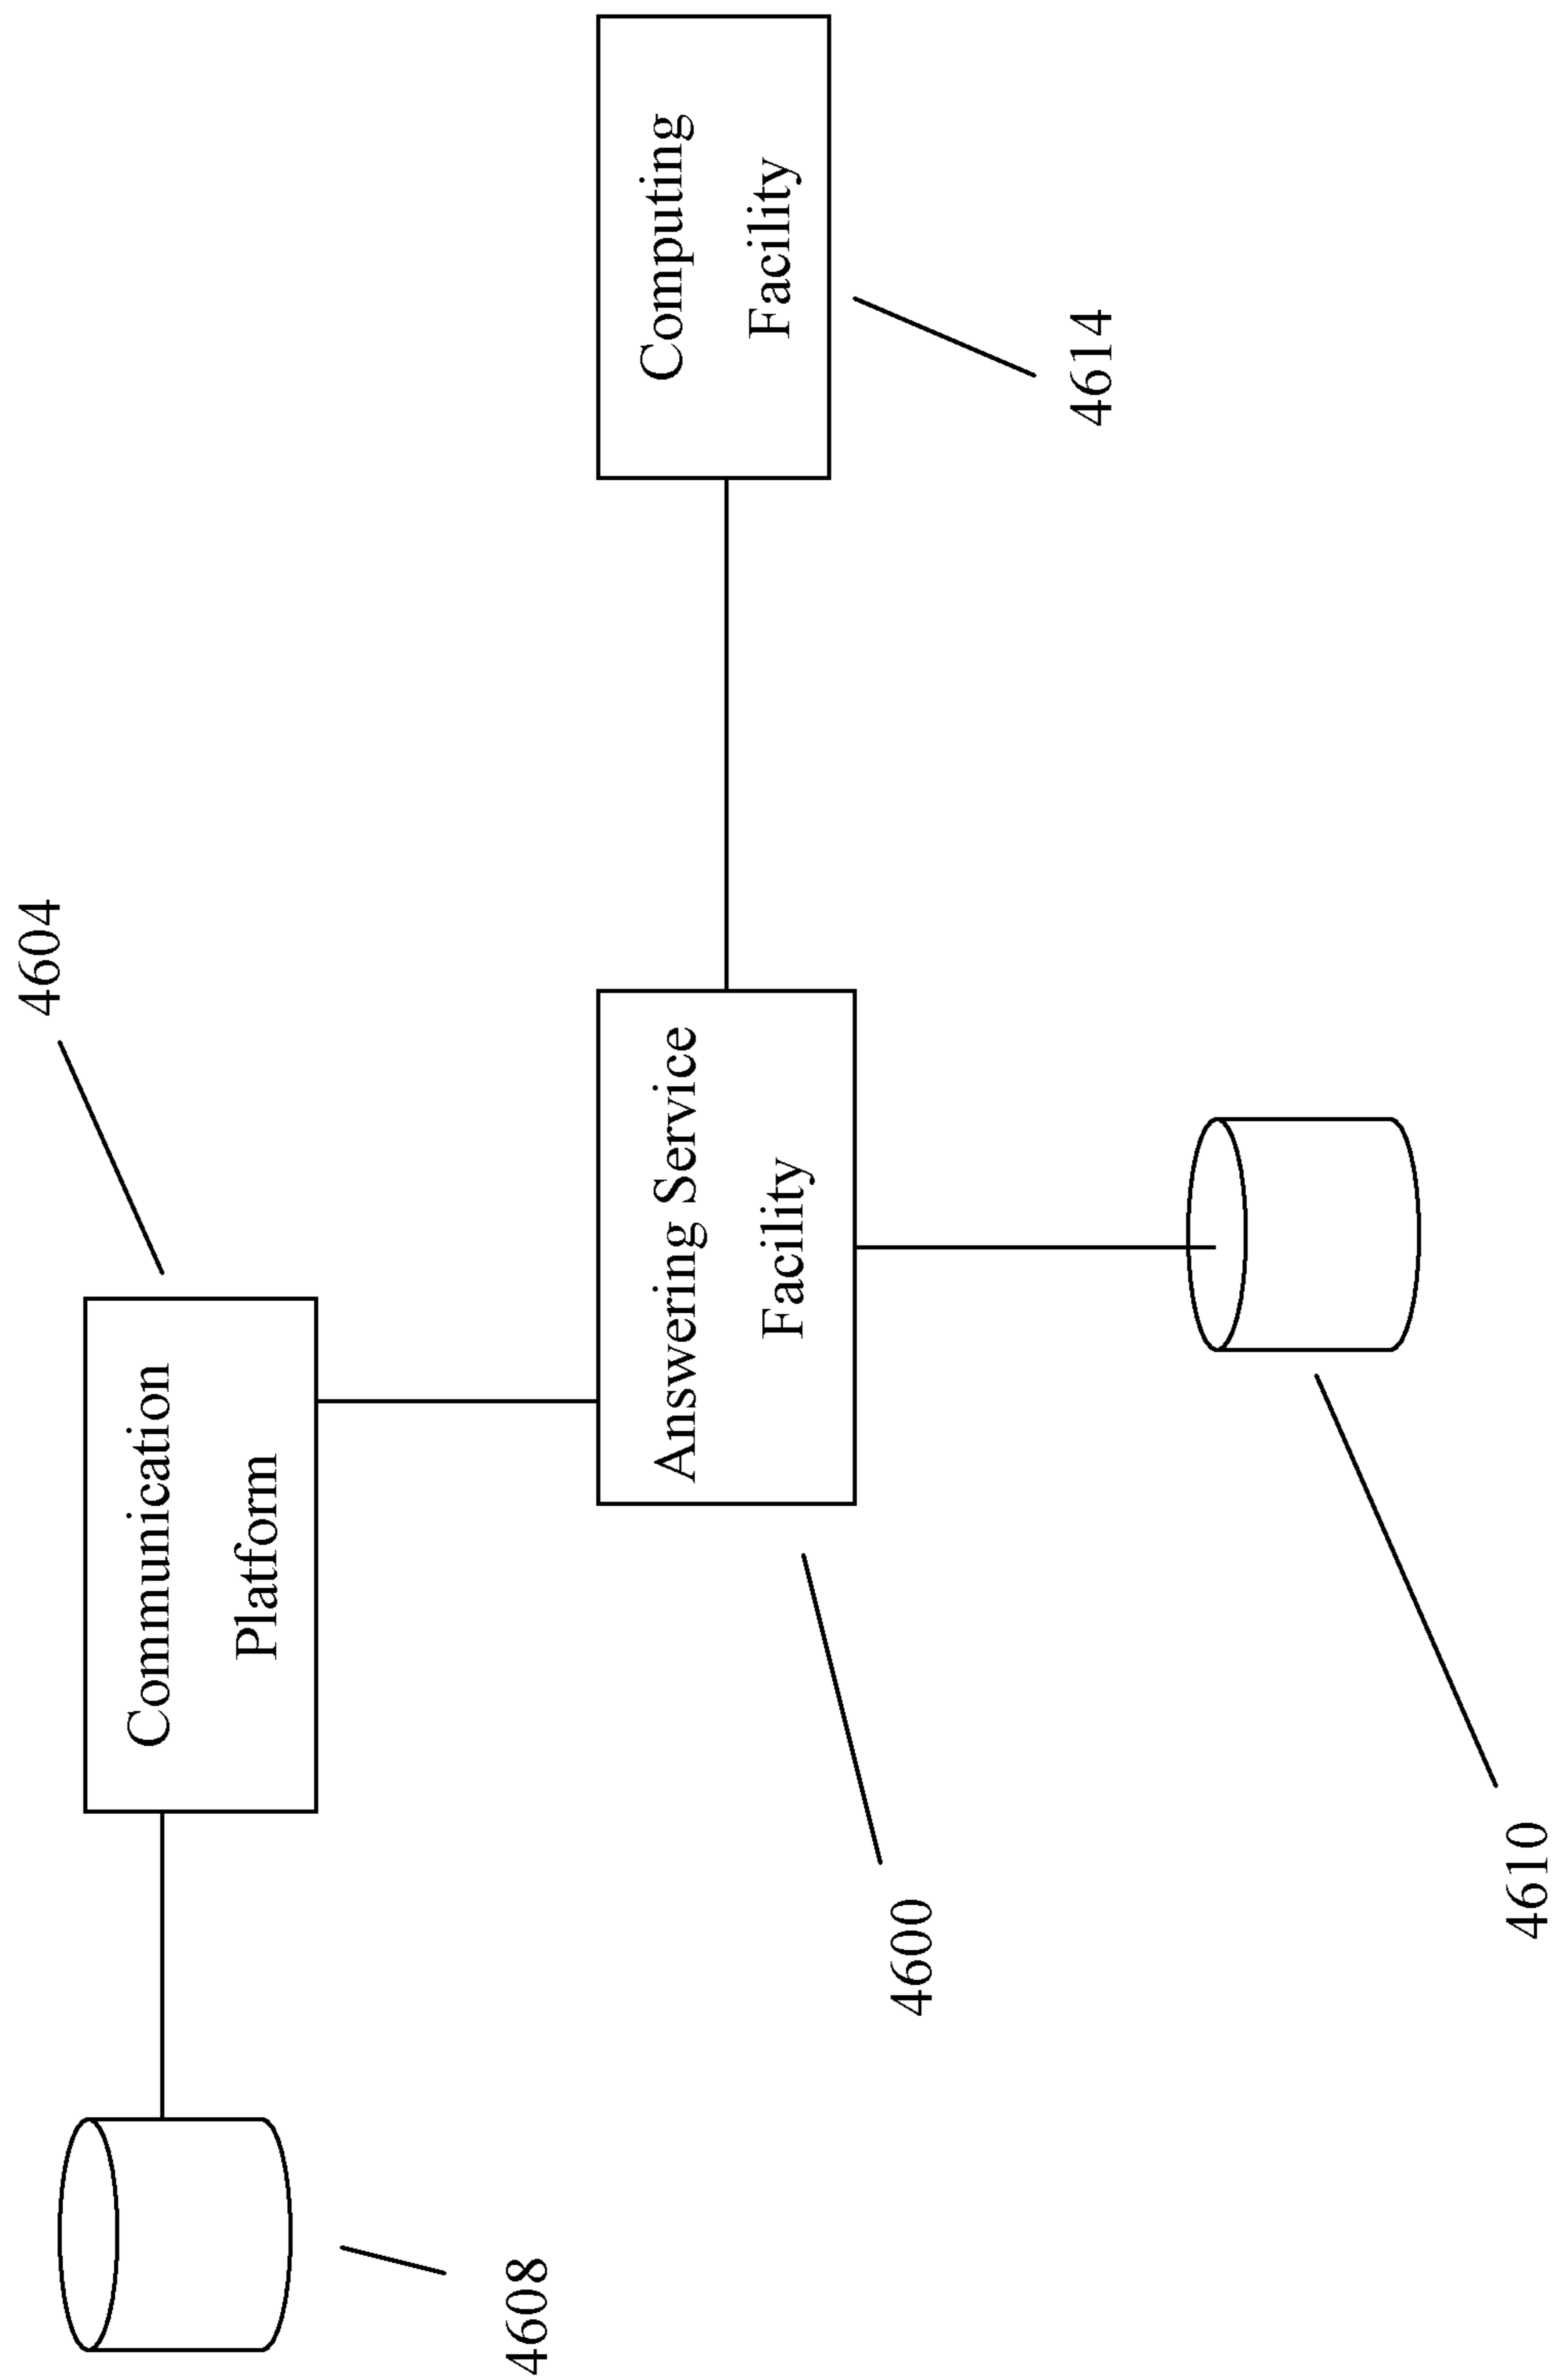 4604
Communication
Platform
4608
Answering Service
Facility
4600
Computing
Facility
4614
4610